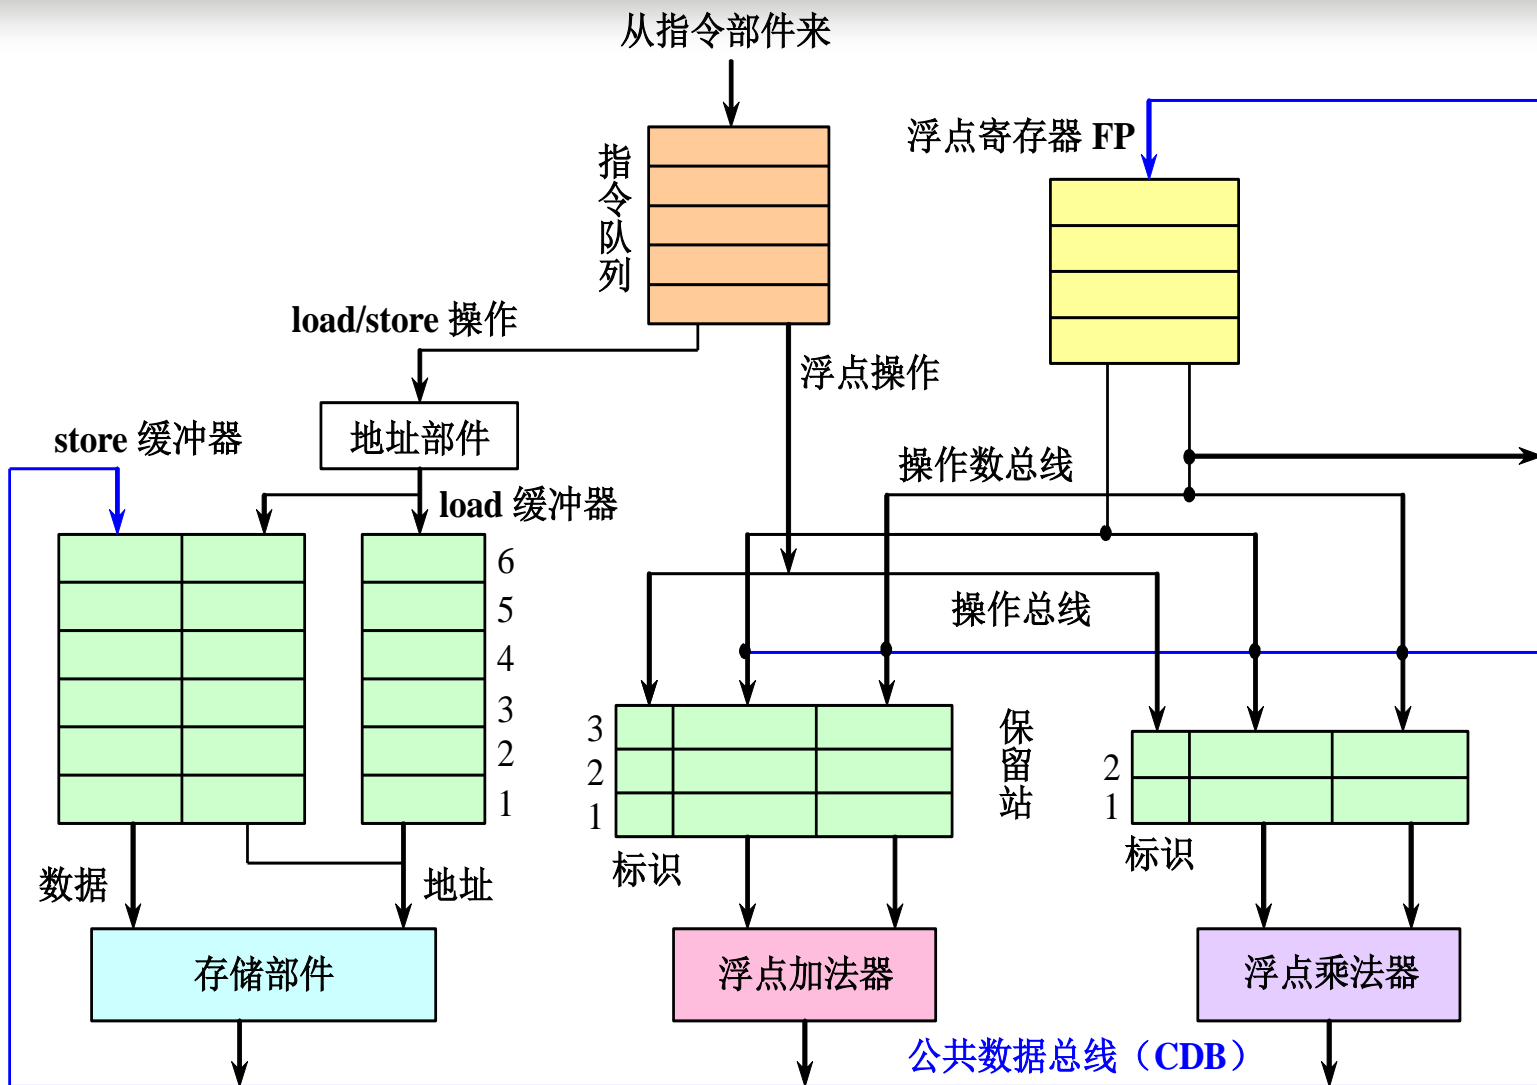 从指令部件来
浮点寄存器 FP
指令队列
load/store 操作
浮点操作
地址部件
store 缓冲器
操作数总线
load 缓冲器
6
5
4
3
2
1
操作总线
保留站
3
2
1
2
1
标识
标识
数据
地址
存储部件
浮点加法器
浮点乘法器
公共数据总线（CDB）